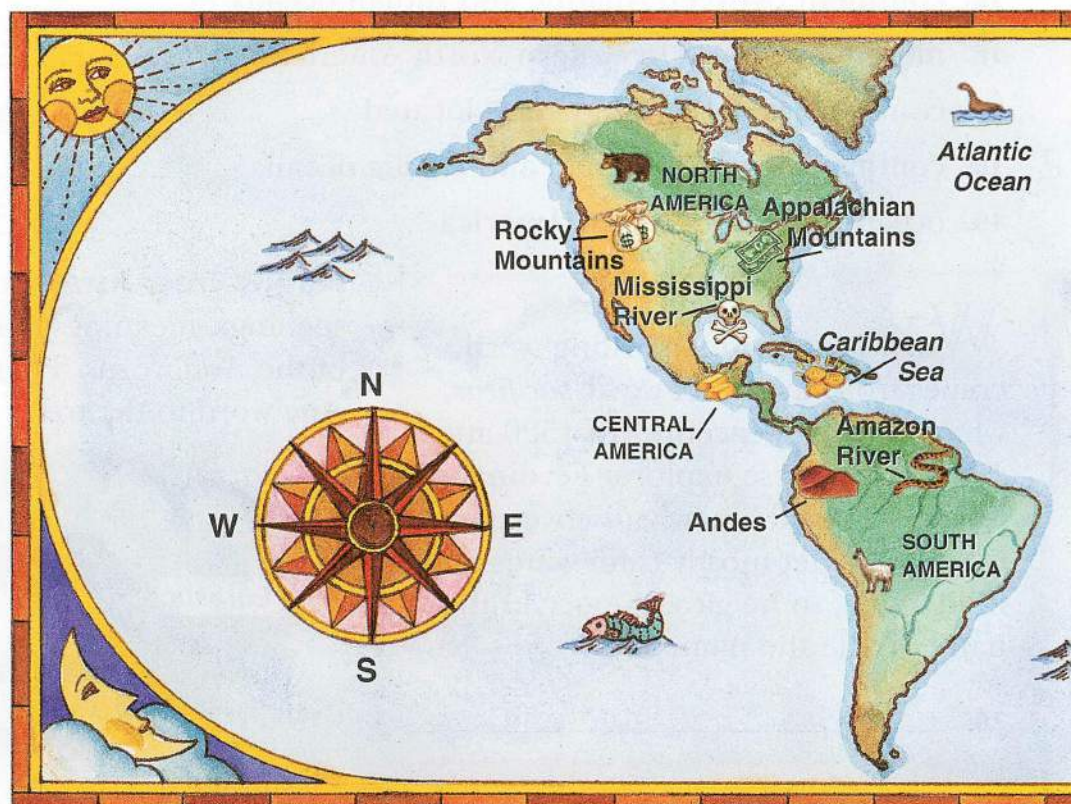 Atlantic
Ocean
NORTH
AMERICA
Appalachian
Mountains
Rocky
Mountains
Mississippi
River
Caribbean
Sea
CENTRAL
AMERICA
Amazon
River
Andes
SOUTH
AMERICA
N
W
E
S
$
$